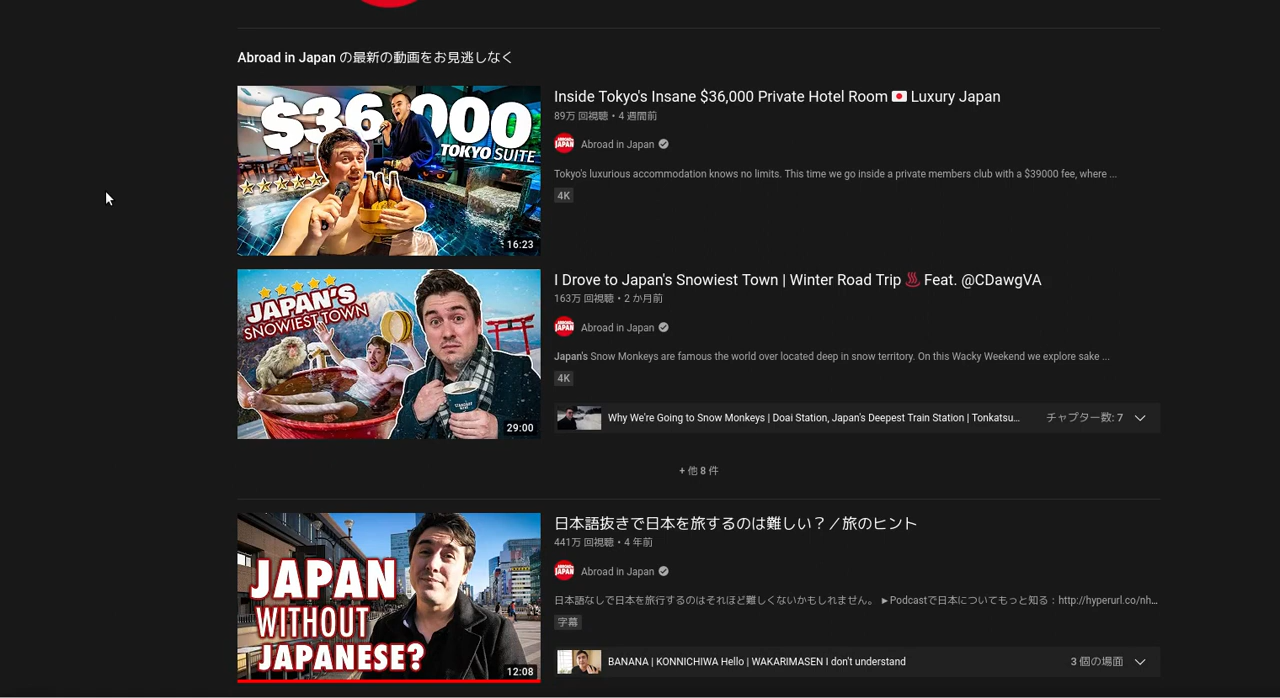 Abroad in Japan の最新の動画をお見逃しなく
$36,000
TOKYO SUITE
16:23
Inside Tokyo's Insane $36,000 Private Hotel Room 🇯🇵 Luxury Japan
89万 回視聴・4 週間前
Abroad in Japan
Tokyo's luxurious accommodation knows no limits. This time we go inside a private members club with a $39000 fee, where ...
4K
JAPAN'S
SNOWIEST TOWN
29:00
I Drove to Japan's Snowiest Town | Winter Road Trip ♨️ Feat. @CDawgVA
163万 回視聴・2 か月前
Abroad in Japan
Japan's Snow Monkeys are famous the world over located deep in snow territory. On this Wacky Weekend we explore sake ...
4K
Why We're Going to Snow Monkeys | Doai Station, Japan's Deepest Train Station | Tonkatsu...
チャプター数: 7
+ 他 8 件
JAPAN
WITHOUT
JAPANESE?
12:08
日本語抜きで日本を旅するのは難しい？／旅のヒント
441万 回視聴・4 年前
Abroad in Japan
日本語なしで日本を旅行するのはそれほど難しくないかもしれません。 ►Podcastで日本についてもっと知る：http://hyperurl.co/nh...
字幕
BANANA | KONNICHIWA Hello | WAKARIMASEN I don't understand
3 個の場面